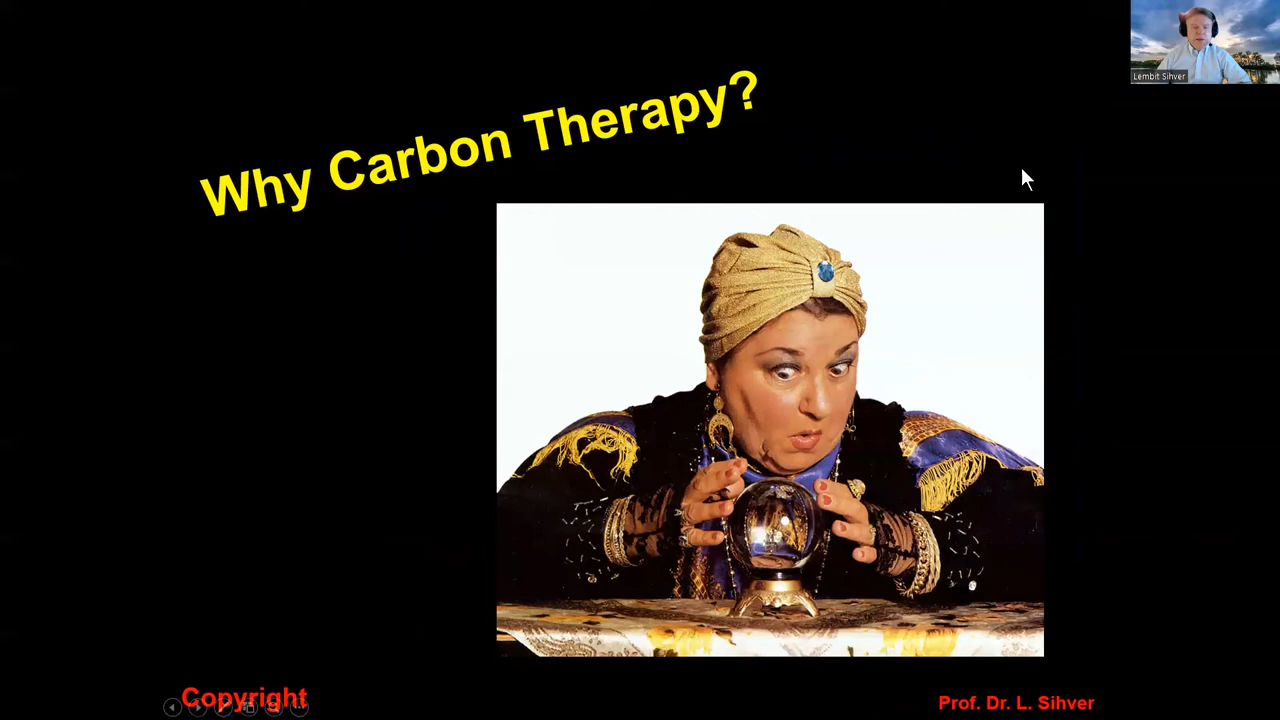 Lembit Sihver
Why Carbon Therapy?
Copyright
Prof. Dr. L. Sihver